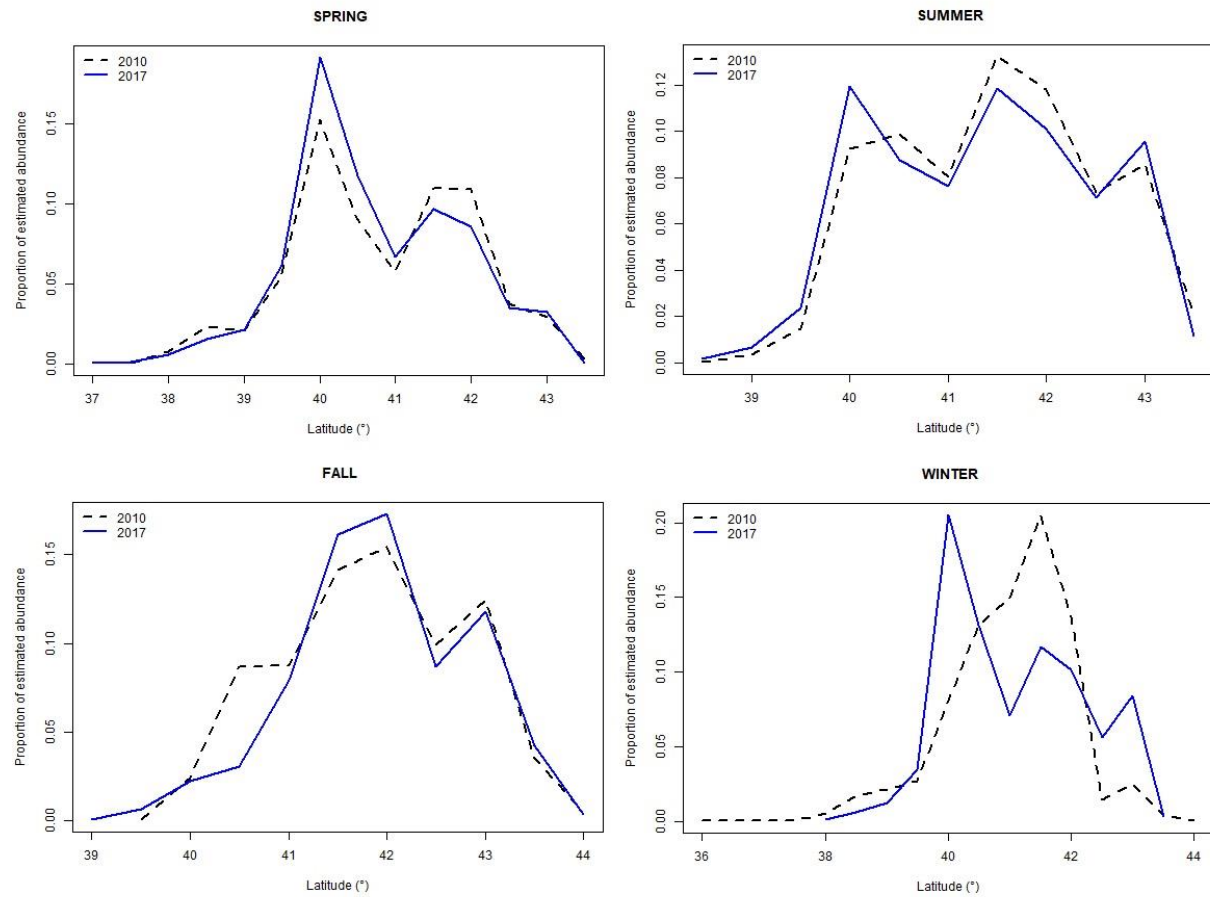 SPRING
2010
2017
Proportion of estimated abundance
0.00 0.05 0.10 0.15
37 38 39 40 41 42 43
Latitude (°)
SUMMER
2010
2017
Proportion of estimated abundance
0.00 0.02 0.04 0.06 0.08 0.10 0.12
39 40 41 42 43
Latitude (°)
FALL
2010
2017
Proportion of estimated abundance
0.00 0.05 0.10 0.15
39 40 41 42 43 44
Latitude (°)
WINTER
2010
2017
Proportion of estimated abundance
0.00 0.05 0.10 0.15 0.20
36 38 40 42 44
Latitude (°)